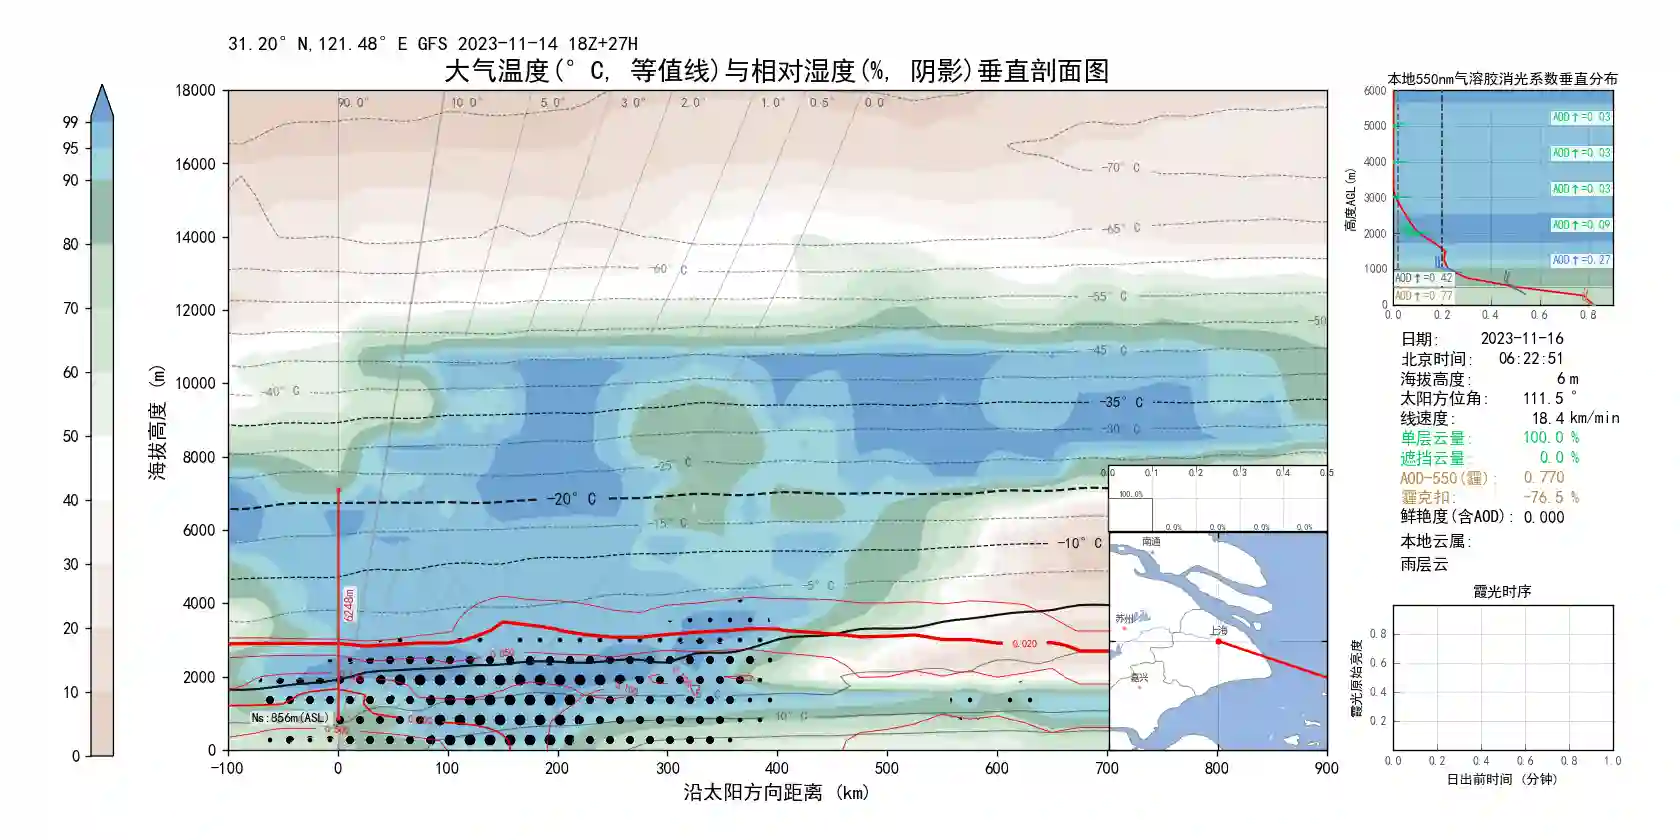 31.20° N,121.48° E GFS 2023-11-14 18Z+27H
大气温度(° C, 等值线)与相对湿度(%, 阴影)垂直剖面图
99
95
90
80
70
60
50
40
30
20
10
0
海拔高度 (m)
18000
16000
14000
12000
10000
8000
6000
4000
2000
0
90.0° 10.0° 5.0° 3.0° 2.0° 1.0° 0.5° 0.0
-70° C
-65° C
-60° C
-55° C
-50
-45° C
-40° C
-35° C
-30° C
-25° C
-20° C
-15° C
-10° C
-5° C
10° C
6248m
0.050
0.020
0.100
Ns:856m(ASL)
-100 0 100 200 300 400 500 600 700 800 900
沿太阳方向距离 (km)
0.0 0.1 0.2 0.3 0.4 0.5
100.0%
0.0% 0.0% 0.0% 0.0%
南通
苏州
上海
嘉兴
本地550nm气溶胶消光系数垂直分布
高度AGL(m)
6000
5000
4000
3000
2000
1000
0
AOD↑=0.03
AOD↑=0.03
AOD↑=0.03
AOD↑=0.09
AOD↑=0.27
AOD↑=0.42
AOD↑=0.77
0.0 0.2 0.4 0.6 0.8
日期: 2023-11-16
北京时间: 06:22:51
海拔高度: 6 m
太阳方位角: 111.5 °
线速度: 18.4 km/min
单层云量: 100.0 %
遮挡云量: 0.0 %
AOD-550(霾): 0.770
霾克扣: -76.5 %
鲜艳度(含AOD): 0.000
本地云属:
雨层云
霞光时序
霞光原始亮度
0.8
0.6
0.4
0.2
0.0 0.2 0.4 0.6 0.8 1.0
日出前时间 (分钟)